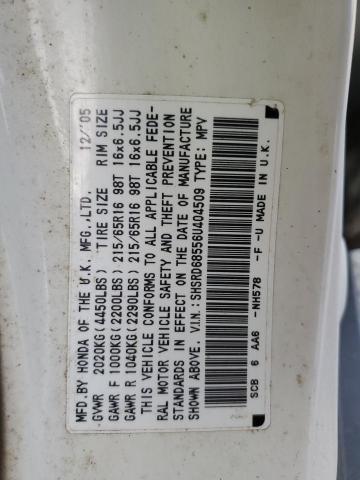 MFD.BY HONDA OF THE U.K. MFG.,LTD. 12/'05
GVWR 2020KG(4450LBS) TIRE SIZE RIM SIZE
GAWR F 1000KG(2200LBS) 215/65R16 98T 16x6.5JJ
GAWR R 1040KG(2290LBS) 215/65R16 98T 16x6.5JJ
THIS VEHICLE CONFORMS TO ALL APPLICABLE FEDE-
RAL MOTOR VEHICLE SAFETY AND THEFT PREVENTION
STANDARDS IN EFFECT ON THE DATE OF MANUFACTURE
SHOWN ABOVE. V.I.N.:SHSRD68556U404509 TYPE: MPV
SCB 6 AA6 -NH578 -F -U MADE IN U.K.